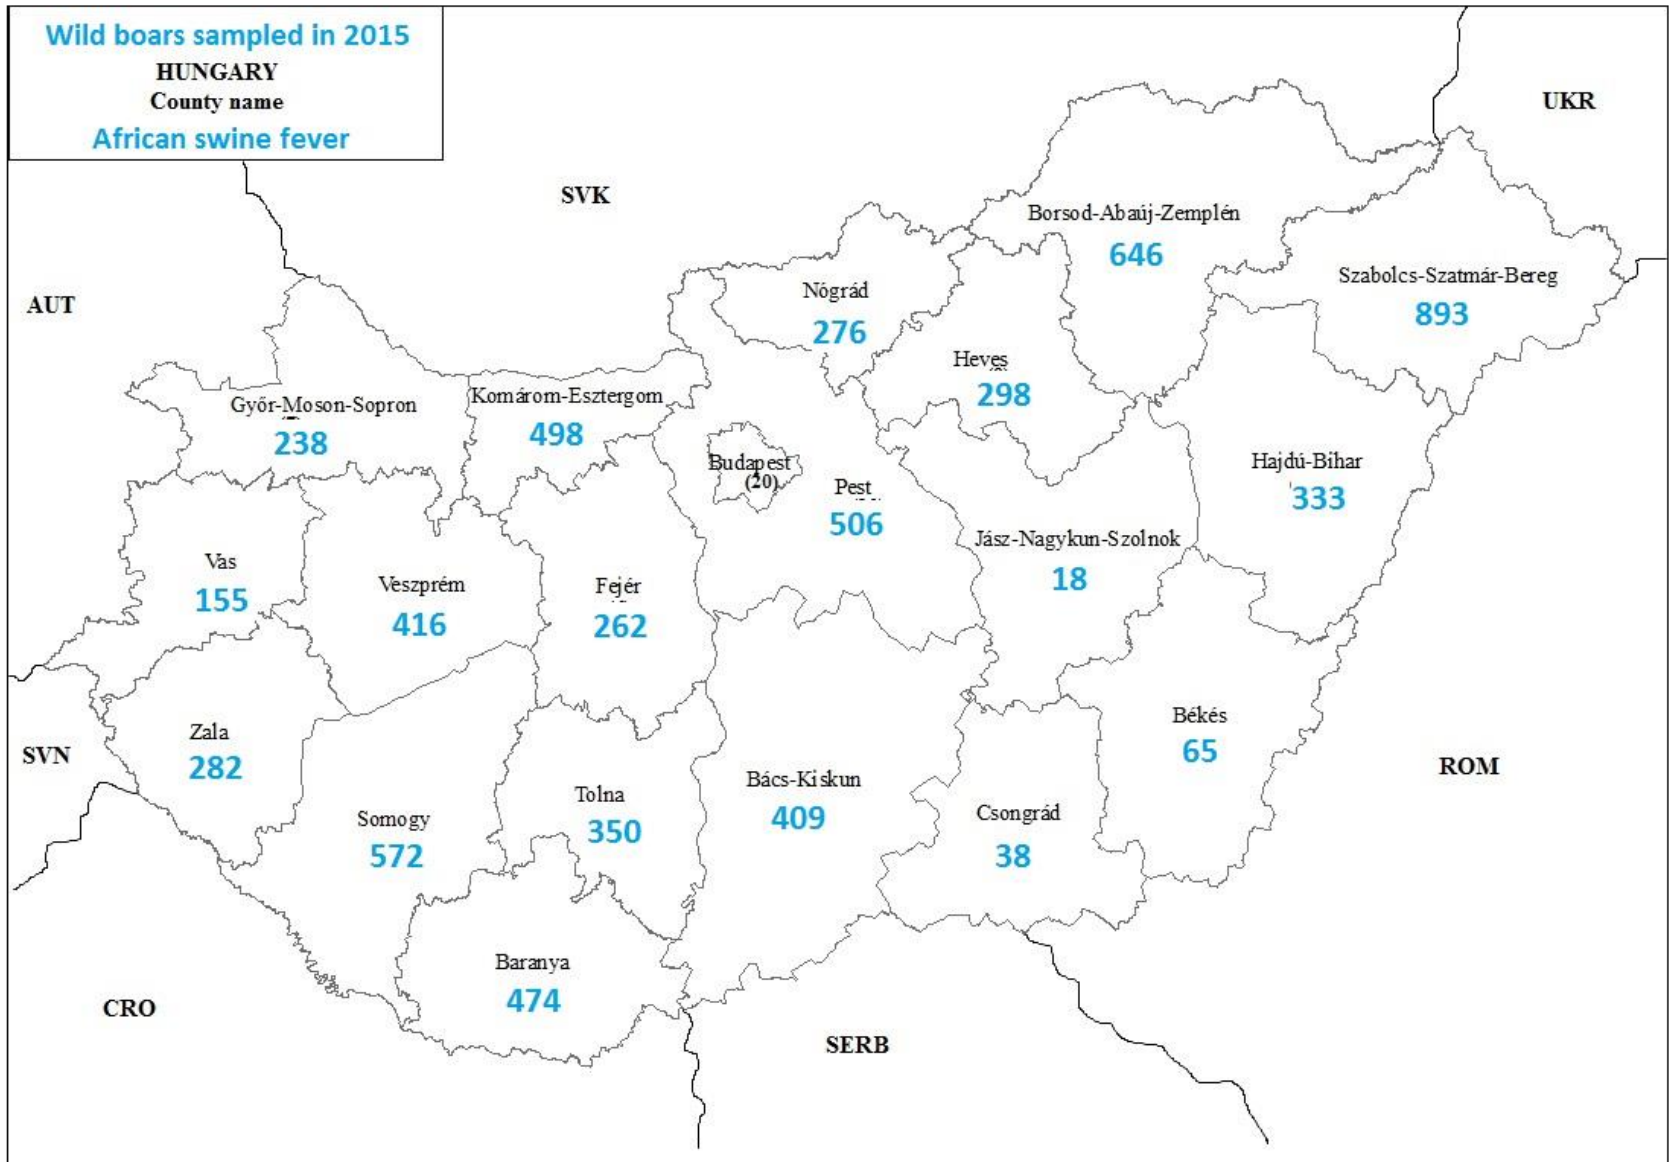 Wild boars sampled in 2015
HUNGARY
County name
African swine fever
UKR
SVK
AUT
Borsod-Abaúj-Zemplén
646
Szabolcs-Szatmár-Bereg
893
Nógrád
276
Heves
298
Győr-Moson-Sopron
238
Komárom-Esztergom
498
Budapest
(20)
Pest
506
Hajdú-Bihar
333
Jász-Nagykun-Szolnok
18
Vas
155
Veszprém
416
Fejér
262
Zala
282
SVN
Békés
65
ROM
Somogy
572
Tolna
350
Bács-Kiskun
409
Csongrád
38
Baranya
474
CRO
SERB